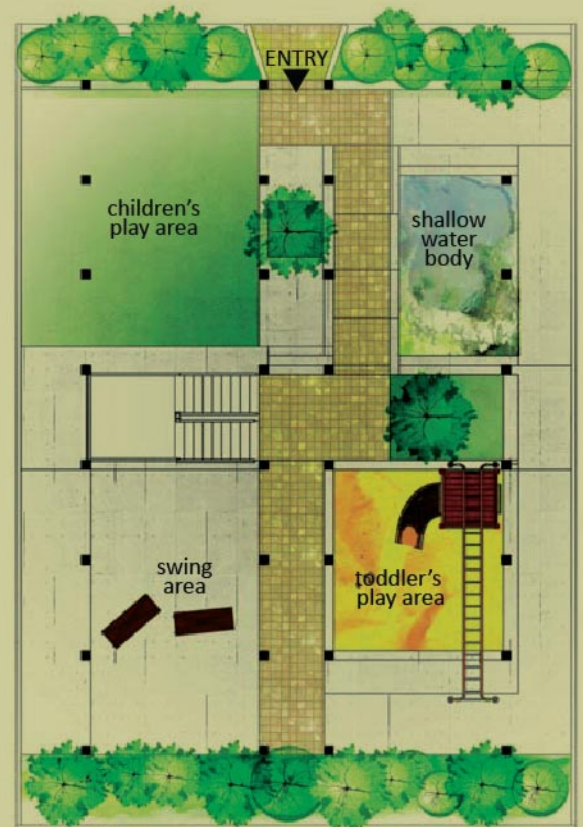 ENTRY
children's
play area
shallow
water
body
swing
area
toddler's
play area